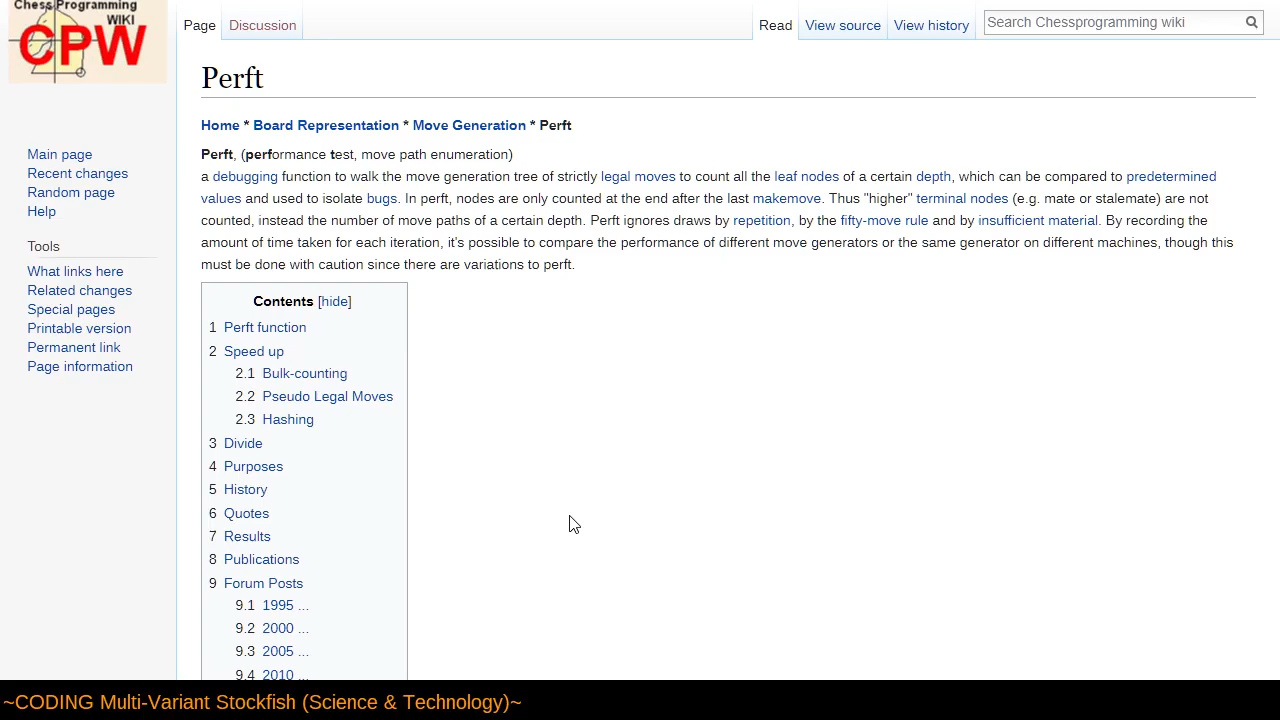 Chess Programming
WIKI
CPW
Page
Discussion
Read
View source
View history
Search Chessprogramming wiki
Main page
Recent changes
Random page
Help
Tools
What links here
Related changes
Special pages
Printable version
Permanent link
Page information
Perft
Home * Board Representation * Move Generation * Perft
Perft, (performance test, move path enumeration)
a debugging function to walk the move generation tree of strictly legal moves to count all the leaf nodes of a certain depth, which can be compared to predetermined
values and used to isolate bugs. In perft, nodes are only counted at the end after the last makemove. Thus "higher" terminal nodes (e.g. mate or stalemate) are not
counted, instead the number of move paths of a certain depth. Perft ignores draws by repetition, by the fifty-move rule and by insufficient material. By recording the
amount of time taken for each iteration, it's possible to compare the performance of different move generators or the same generator on different machines, though this
must be done with caution since there are variations to perft.
Contents [hide]
1 Perft function
2 Speed up
2.1 Bulk-counting
2.2 Pseudo Legal Moves
2.3 Hashing
3 Divide
4 Purposes
5 History
6 Quotes
7 Results
8 Publications
9 Forum Posts
9.1 1995 ...
9.2 2000 ...
9.3 2005 ...
9.4 2010 ...
~CODING Multi-Variant Stockfish (Science & Technology)~